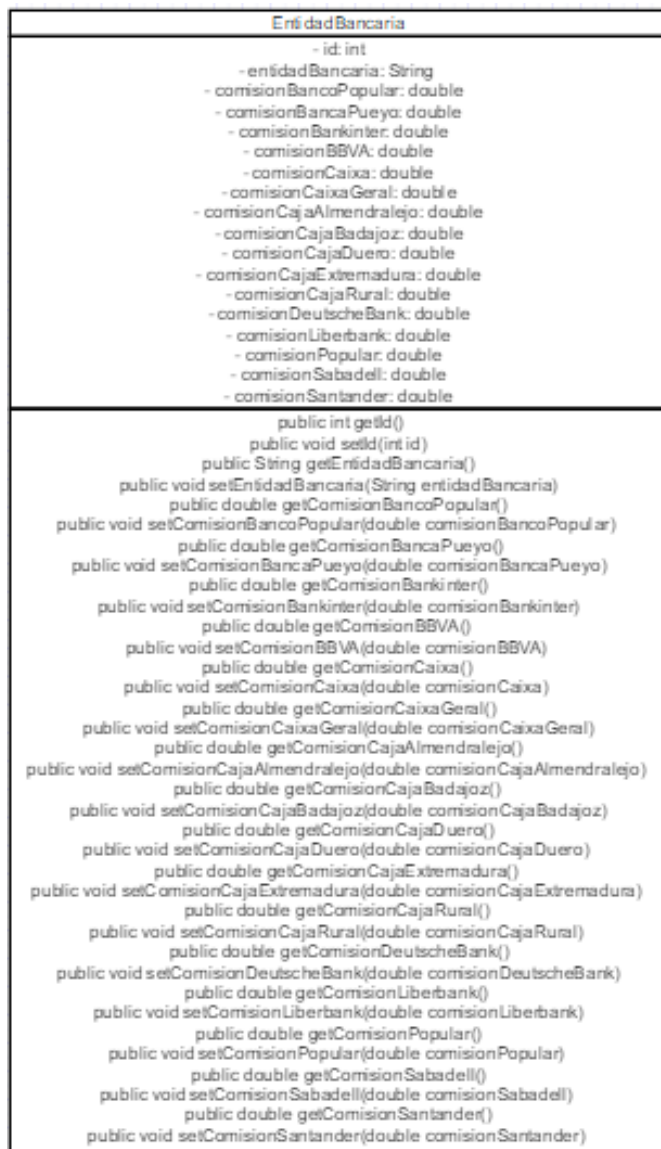 EntidadBancaria
- id: int
- entidadBancaria: String
- comisionBancoPopular: double
- comisionBancaPueyo: double
- comisionBankinter: double
- comisionBBVA: double
- comisionCaixa: double
- comisionCaixaGeral: double
- comisionCajaAlmendralejo: double
- comisionCajaBadajoz: double
- comisionCajaDuero: double
- comisionCajaExtremadura: double
- comisionCajaRural: double
- comisionDeutscheBank: double
- comisionLiberbank: double
- comisionPopular: double
- comisionSabadell: double
- comisionSantander: double
public int getId()
public void setId(int id)
public String getEntidadBancaria()
public void setEntidadBancaria(String entidadBancaria)
public double getComisionBancoPopular()
public void setComisionBancoPopular(double comisionBancoPopular)
public double getComisionBancaPueyo()
public void setComisionBancaPueyo(double comisionBancaPueyo)
public double getComisionBankinter()
public void setComisionBankinter(double comisionBankinter)
public double getComisionBBVA()
public void setComisionBBVA(double comisionBBVA)
public double getComisionCaixa()
public void setComisionCaixa(double comisionCaixa)
public double getComisionCaixaGeral()
public void setComisionCaixaGeral(double comisionCaixaGeral)
public double getComisionCajaAlmendralejo()
public void setComisionCajaAlmendralejo(double comisionCajaAlmendralejo)
public double getComisionCajaBadajoz()
public void setComisionCajaBadajoz(double comisionCajaBadajoz)
public double getComisionCajaDuero()
public void setComisionCajaDuero(double comisionCajaDuero)
public double getComisionCajaExtremadura()
public void setComisionCajaExtremadura(double comisionCajaExtremadura)
public double getComisionCajaRural()
public void setComisionCajaRural(double comisionCajaRural)
public double getComisionDeutscheBank()
public void setComisionDeutscheBank(double comisionDeutscheBank)
public double getComisionLiberbank()
public void setComisionLiberbank(double comisionLiberbank)
public double getComisionPopular()
public void setComisionPopular(double comisionPopular)
public double getComisionSabadell()
public void setComisionSabadell(double comisionSabadell)
public double getComisionSantander()
public void setComisionSantander(double comisionSantander)